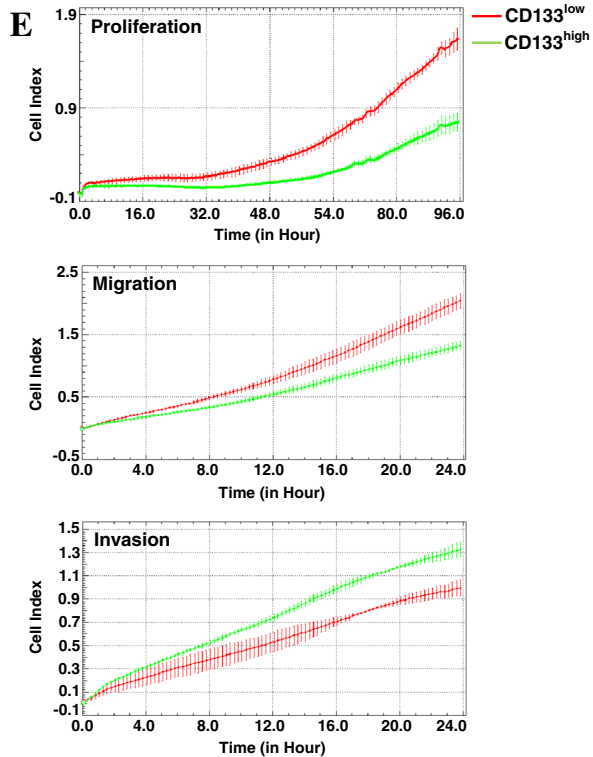 E
CD133low
CD133high
Proliferation
Cell Index
1.9
0.9
-0.1
0.0 16.0 32.0 48.0 54.0 80.0 96.0
Time (in Hour)
Migration
Cell Index
2.5
1.5
0.5
-0.5
0.0 4.0 8.0 12.0 16.0 20.0 24.0
Time (in Hour)
Invasion
Cell Index
1.5
1.3
1.1
0.9
0.7
0.5
0.3
0.1
-0.1
0.0 4.0 8.0 12.0 16.0 20.0 24.0
Time (in Hour)